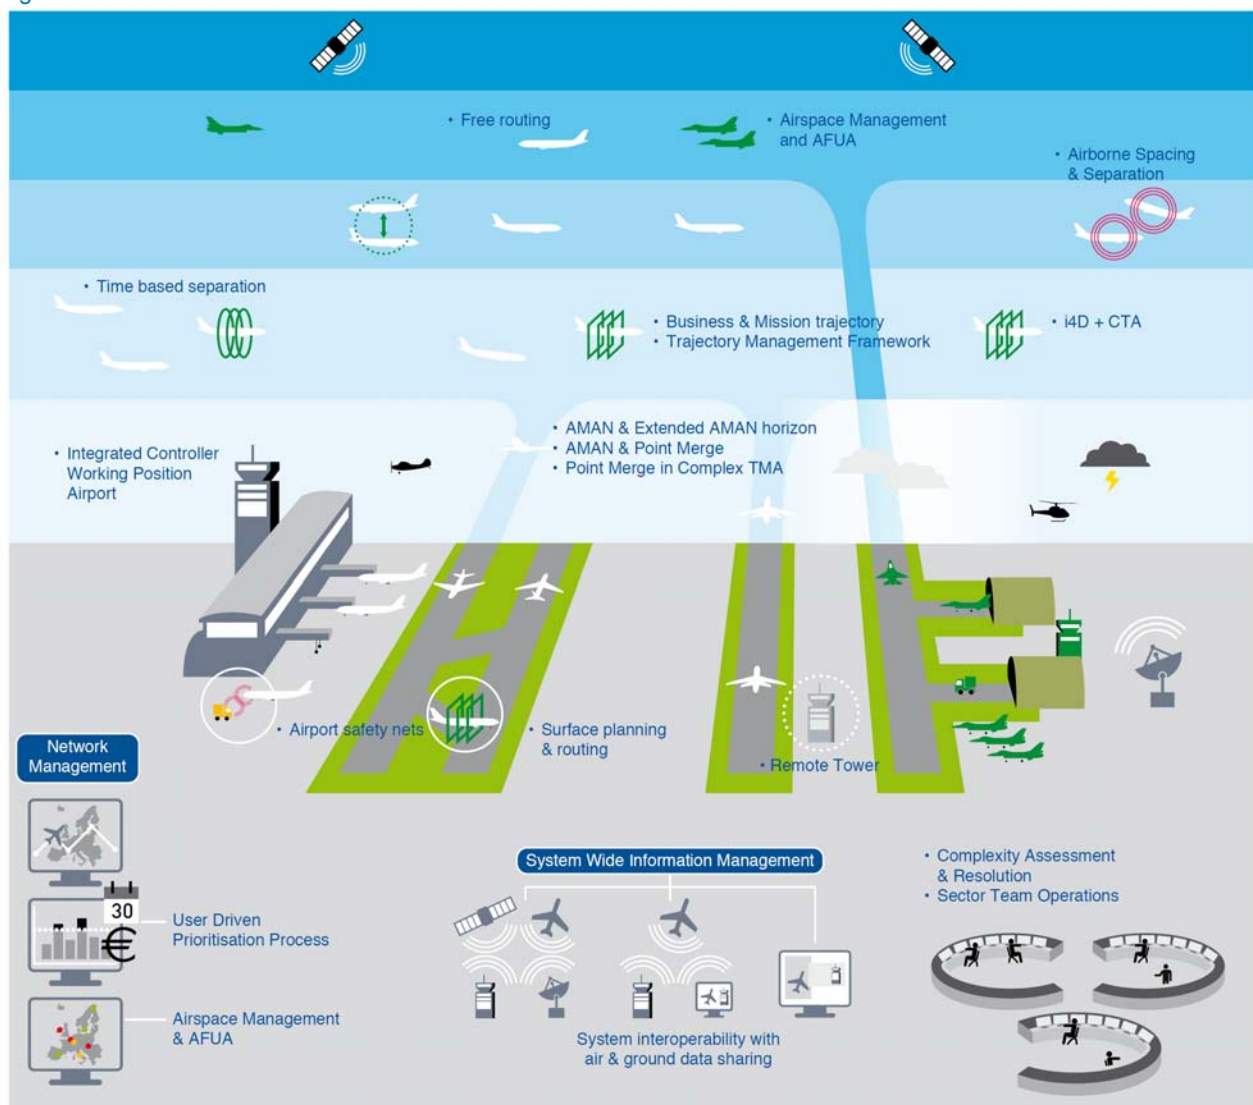 • Free routing
• Airspace Management
and AFUA
• Airborne Spacing
& Separation
• Time based separation
• Business & Mission trajectory
• Trajectory Management Framework
• i4D + CTA
• AMAN & Extended AMAN horizon
• AMAN & Point Merge
• Point Merge in Complex TMA
• Integrated Controller
Working Position
Airport
• Airport safety nets
• Surface planning
& routing
• Remote Tower
Network
Management
30
€
User Driven
Prioritisation Process
Airspace Management
& AFUA
System Wide Information Management
System interoperability with
air & ground data sharing
• Complexity Assessment
& Resolution
• Sector Team Operations